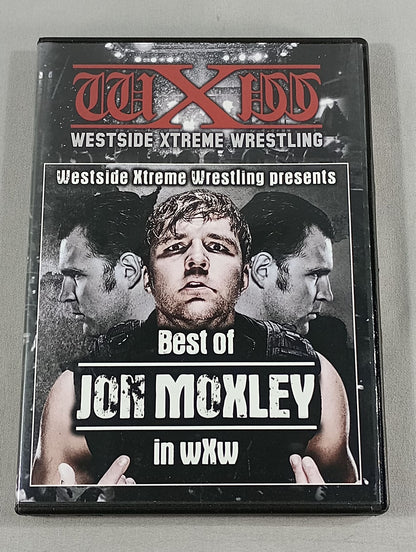 wXw
WESTSIDE XTREME WRESTLING
Westside Xtreme Wrestling presents
Best of
JON MOXLEY
in wXw